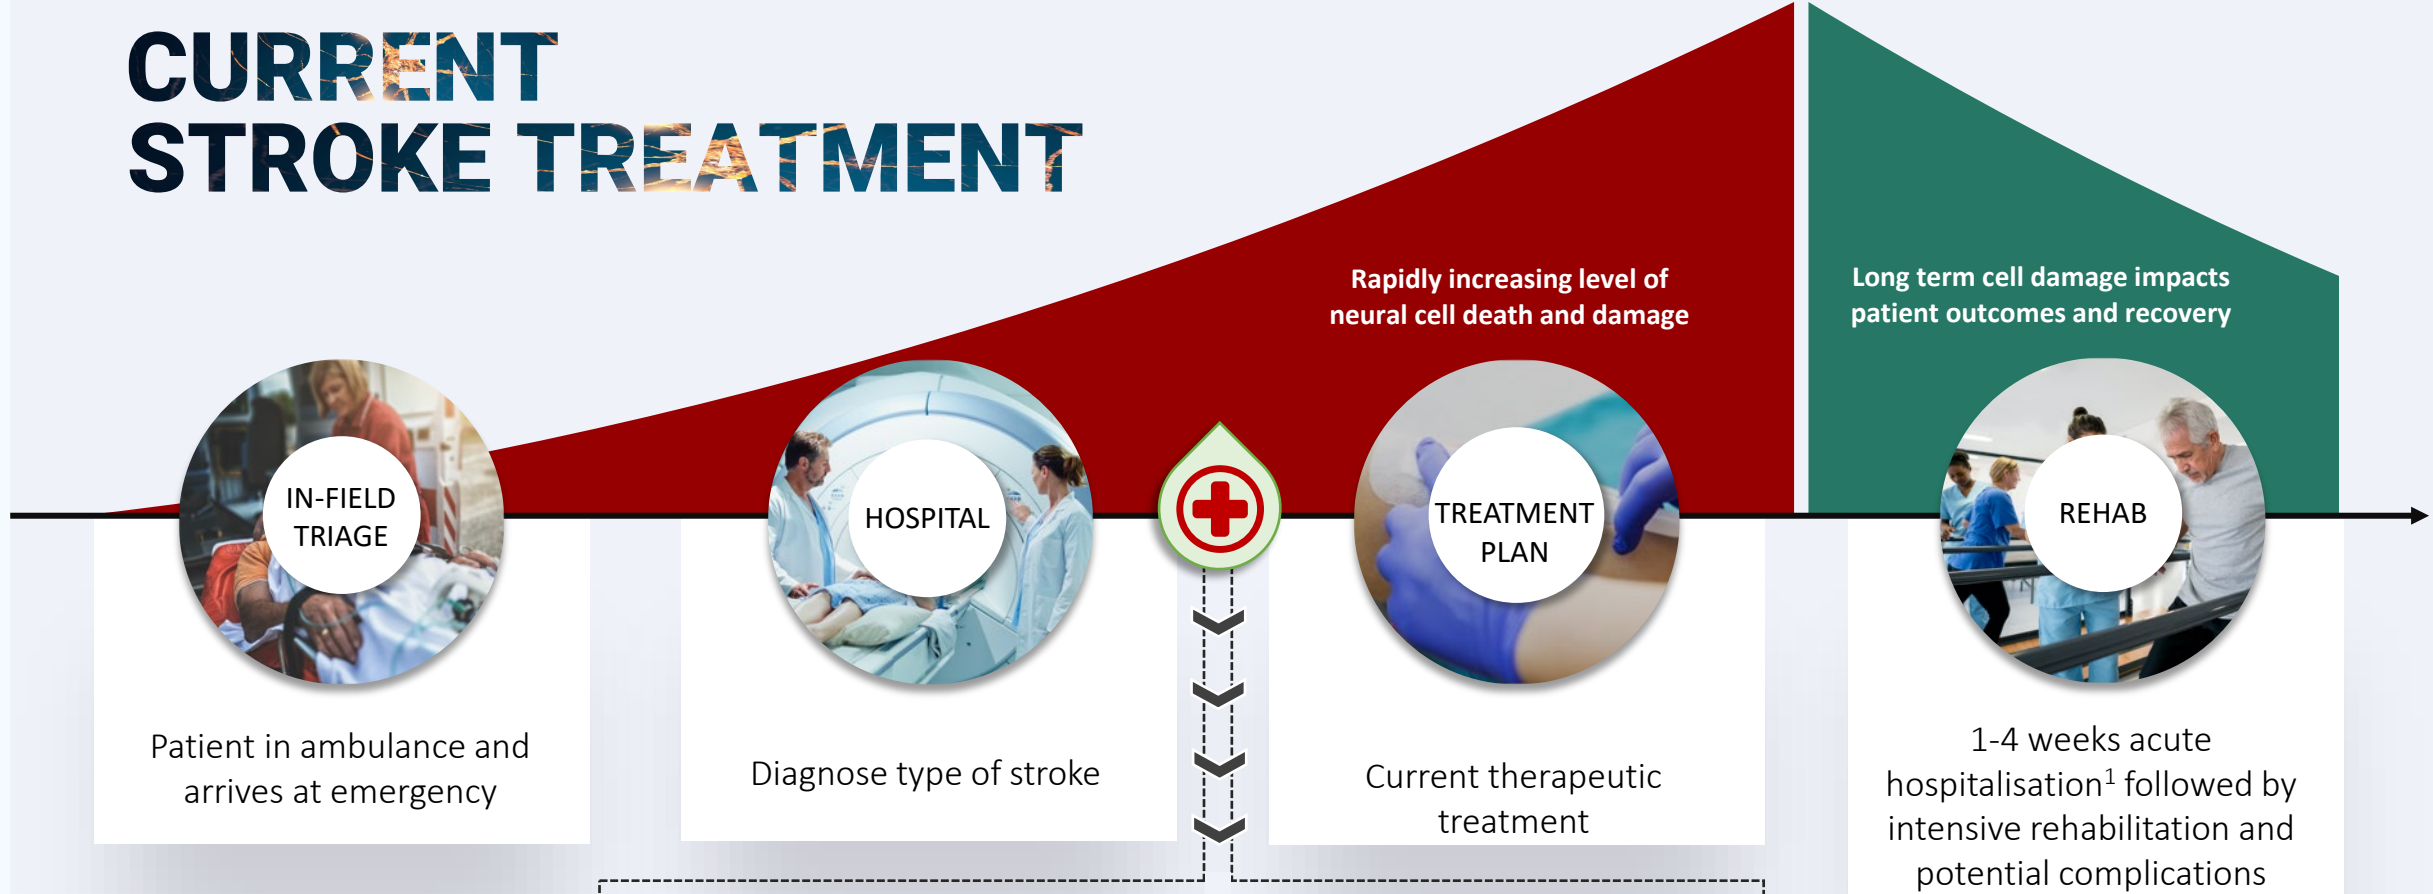 CURRENT
STROKE TREATMENT
Rapidly increasing level of
neural cell death and damage
Long term cell damage impacts
patient outcomes and recovery
IN-FIELD
TRIAGE
HOSPITAL
TREATMENT
PLAN
REHAB
Patient in ambulance and
arrives at emergency
Diagnose type of stroke
Current therapeutic
treatment
1-4 weeks acute
hospitalisation¹ followed by
intensive rehabilitation and
potential complications